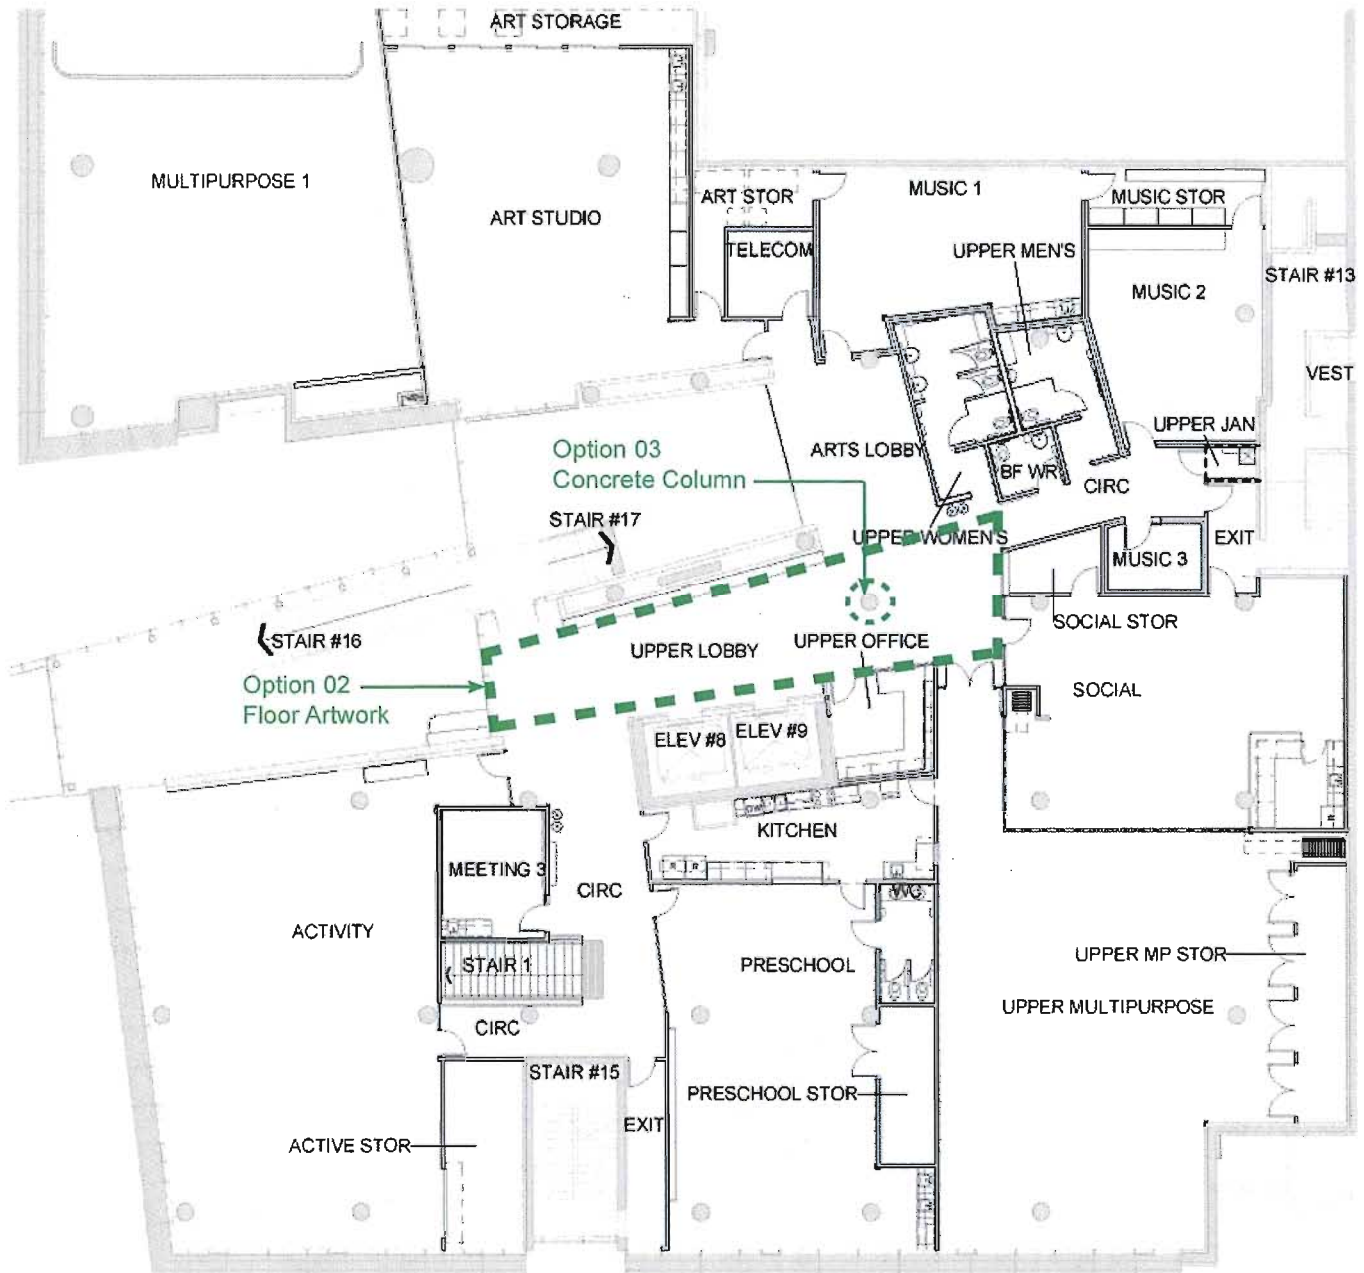 ART STORAGE
MULTIPURPOSE 1
ART STUDIO
ART STOR
MUSIC 1
MUSIC STOR
TELECOM
UPPER MEN'S
STAIR #13
MUSIC 2
VEST
UPPER JAN
Option 03
Concrete Column
ARTS LOBBY
BF WR
CIRC
STAIR #17
UPPER WOMEN'S
EXIT
MUSIC 3
SOCIAL STOR
STAIR #16
UPPER LOBBY
UPPER OFFICE
Option 02
Floor Artwork
SOCIAL
ELEV #8
ELEV #9
KITCHEN
MEETING 3
CIRC
WC
ACTIVITY
STAIR 1
PRESCHOOL
UPPER MP STOR
UPPER MULTIPURPOSE
CIRC
STAIR #15
PRESCHOOL STOR
EXIT
ACTIVE STOR